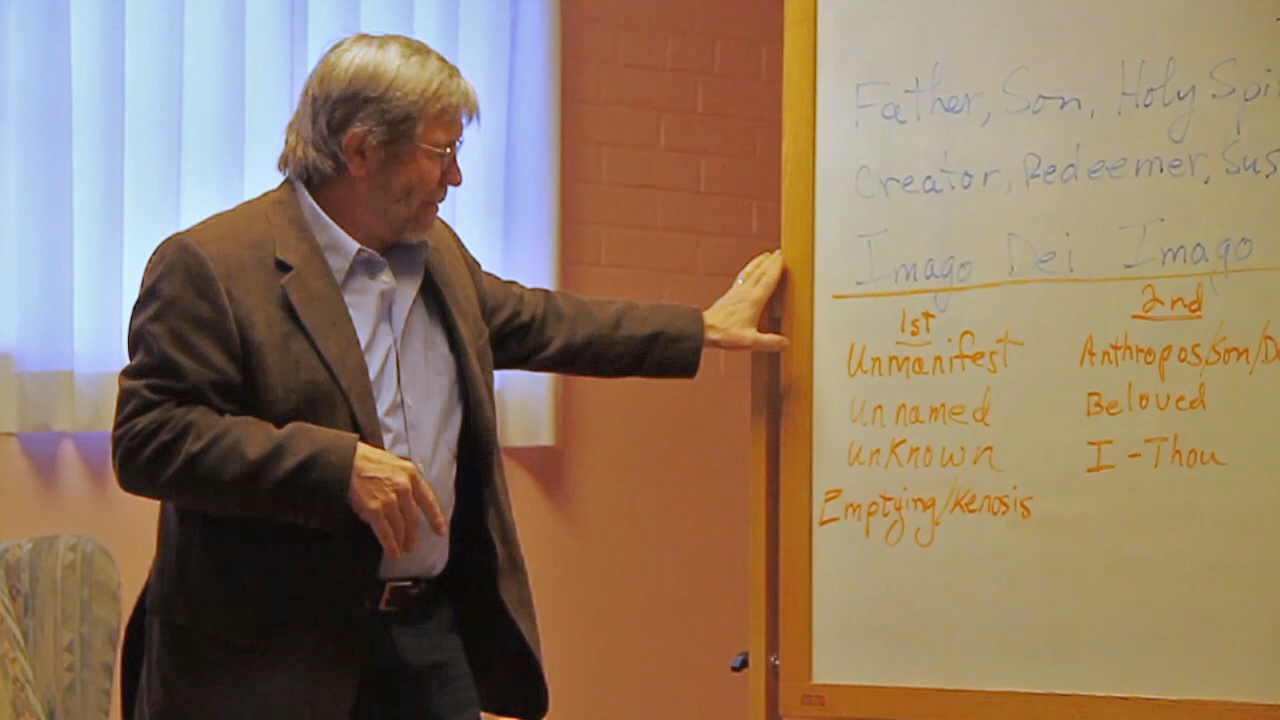 Father, Son, Holy Spi
Creator, Redeemer, Sus
Imago Dei Imago
1st 2nd
Unmanifest Anthropos/Son/D
Unnamed Beloved
UnKnown I-Thou
Emptying/Kenosis